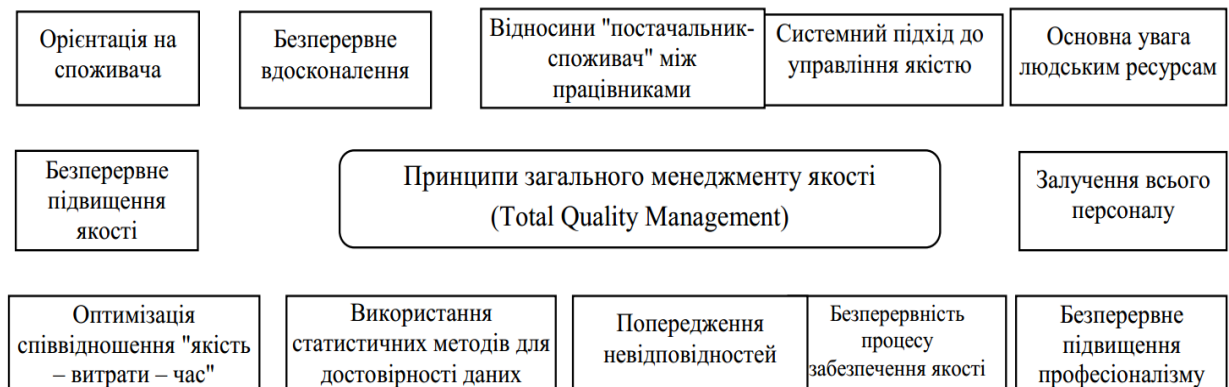 Орієнтація на
споживача
Безперервне
вдосконалення
Відносини "постачальник-
споживач" між
працівниками
Системний підхід до
управління якістю
Основна увага
людським ресурсам
Безперервне
підвищення
якості
Принципи загального менеджменту якості
(Total Quality Management)
Залучення всього
персоналу
Оптимізація
співвідношення "якість
– витрати – час"
Використання
статистичних методів для
достовірності даних
Попередження
невідповідностей
Безперервність
процесу
забезпечення якості
Безперервне
підвищення
професіоналізму